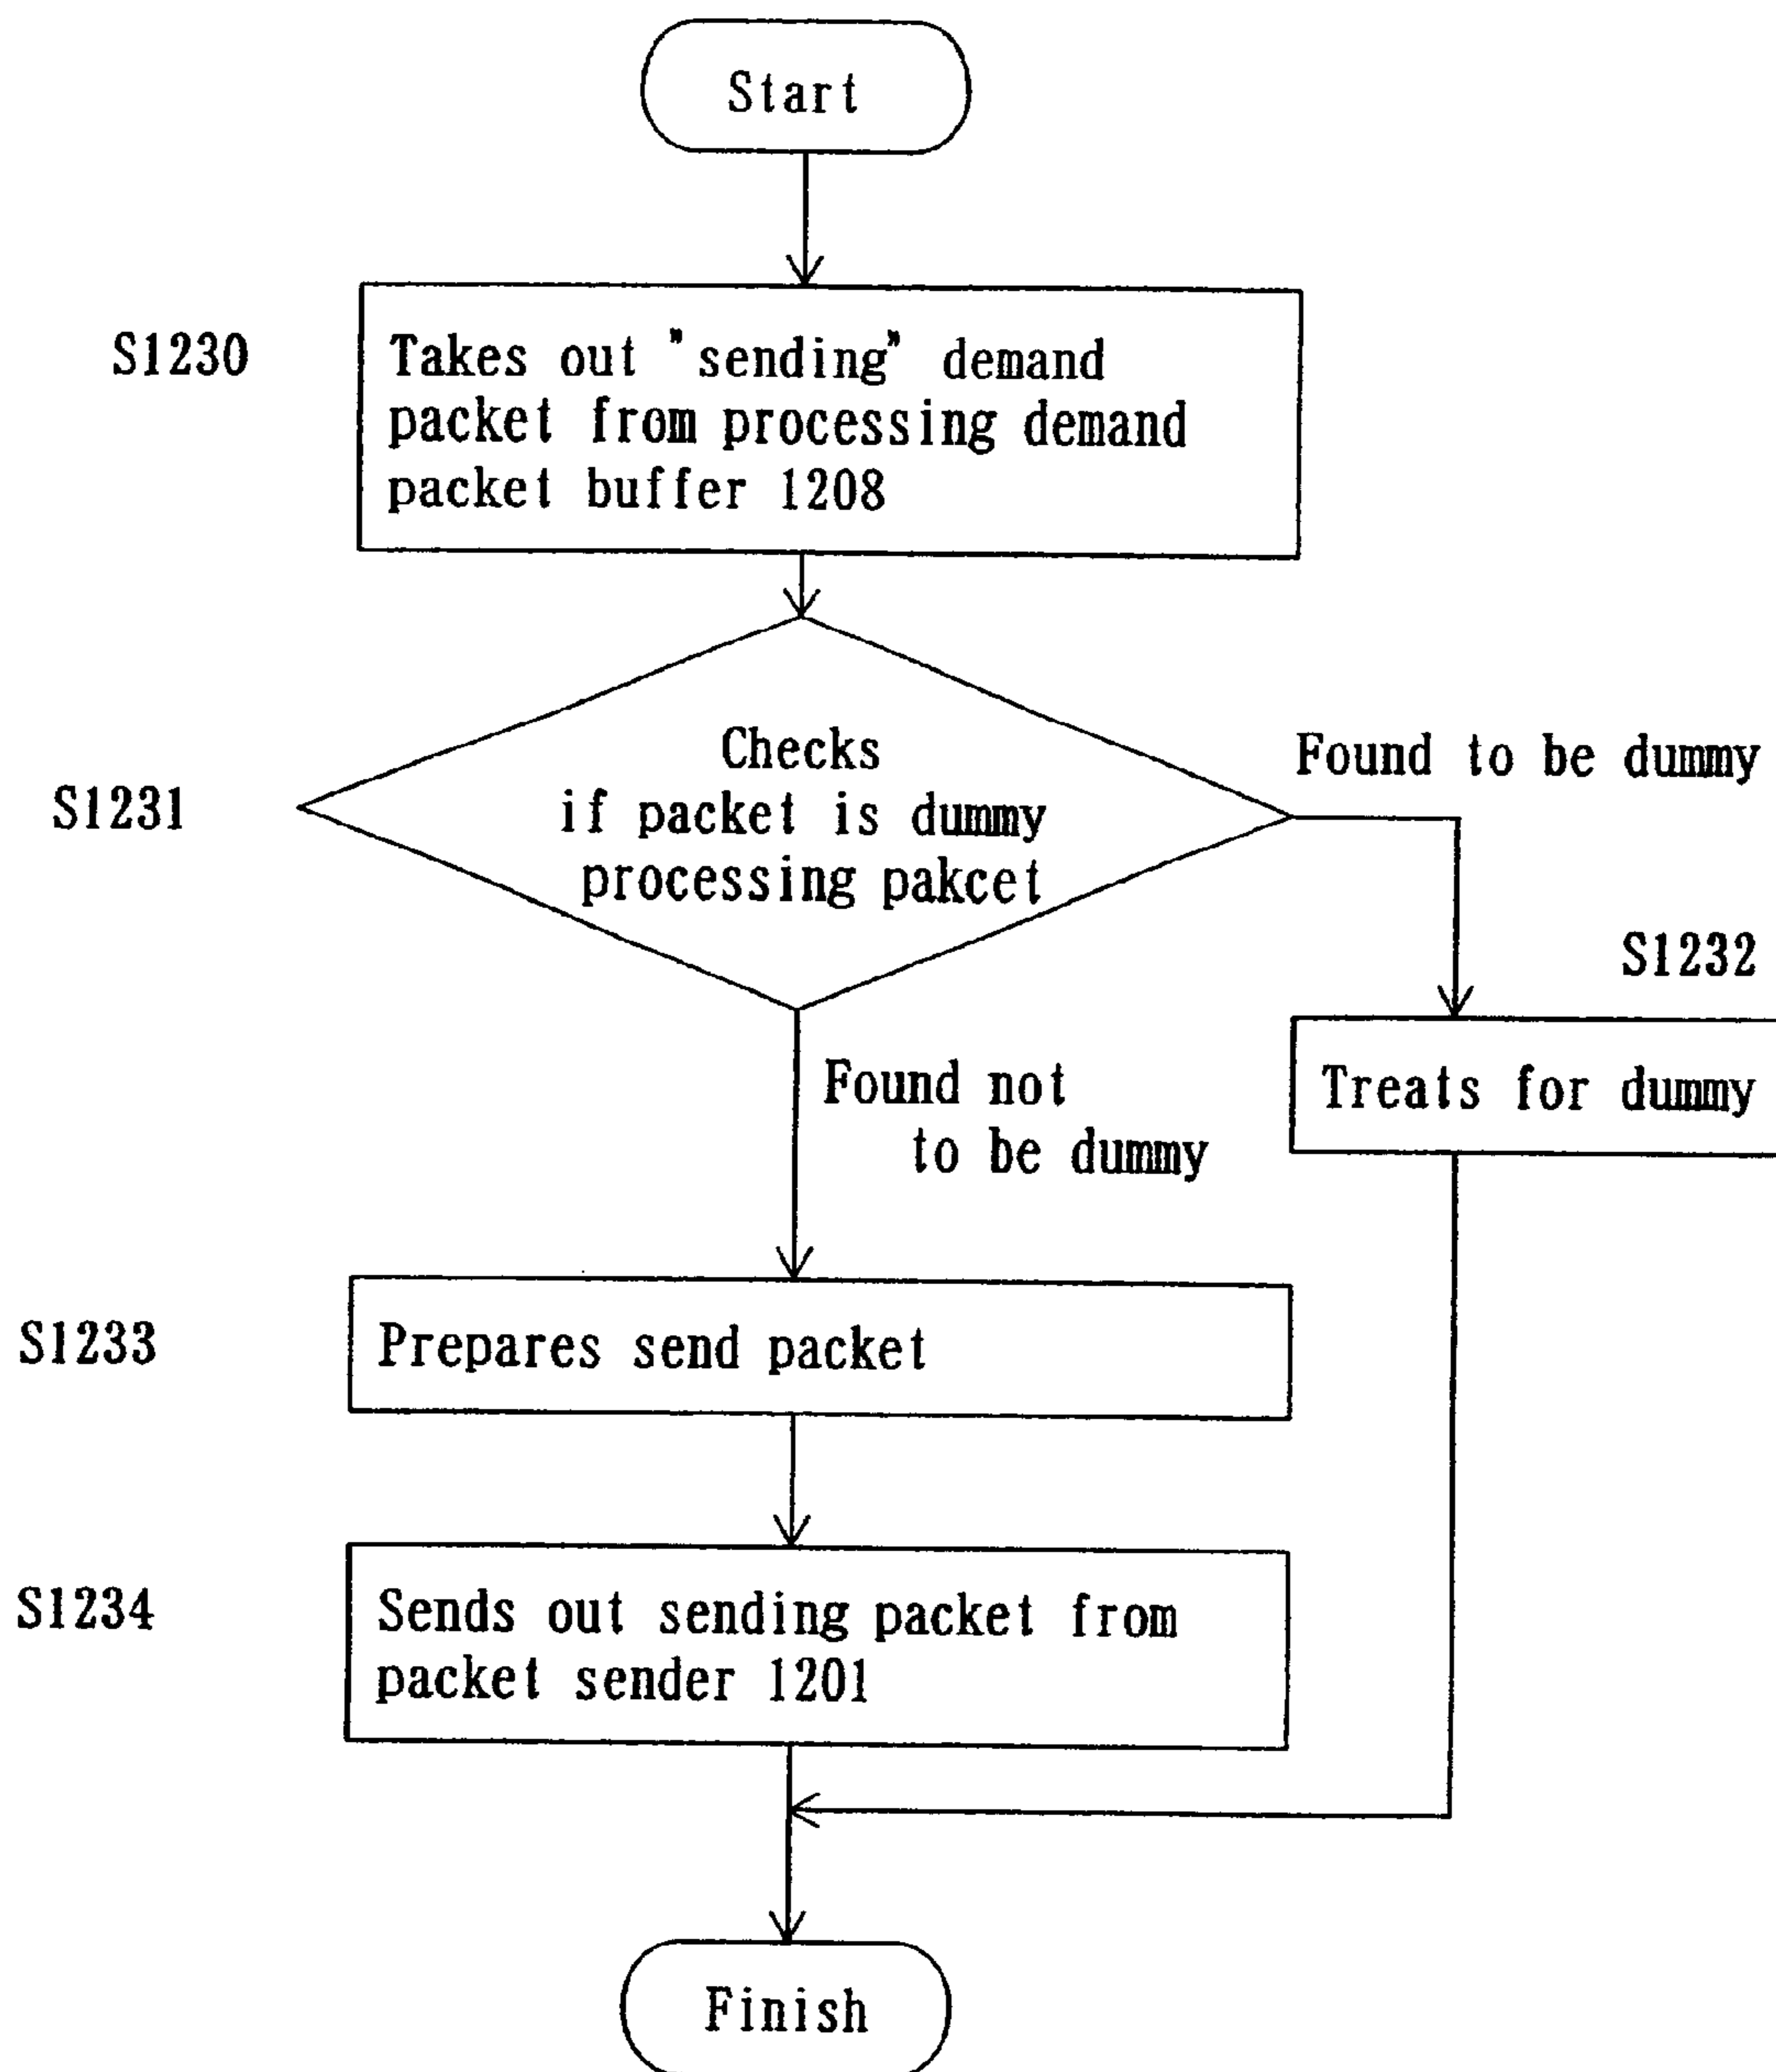 Start
S1230
Takes out "sending" demand
packet from processing demand
packet buffer 1208
S1231
Checks
if packet is dummy
processing pakcet
Found to be dummy
S1232
Treats for dummy
Found not
to be dummy
S1233
Prepares send packet
S1234
Sends out sending packet from
packet sender 1201
Finish